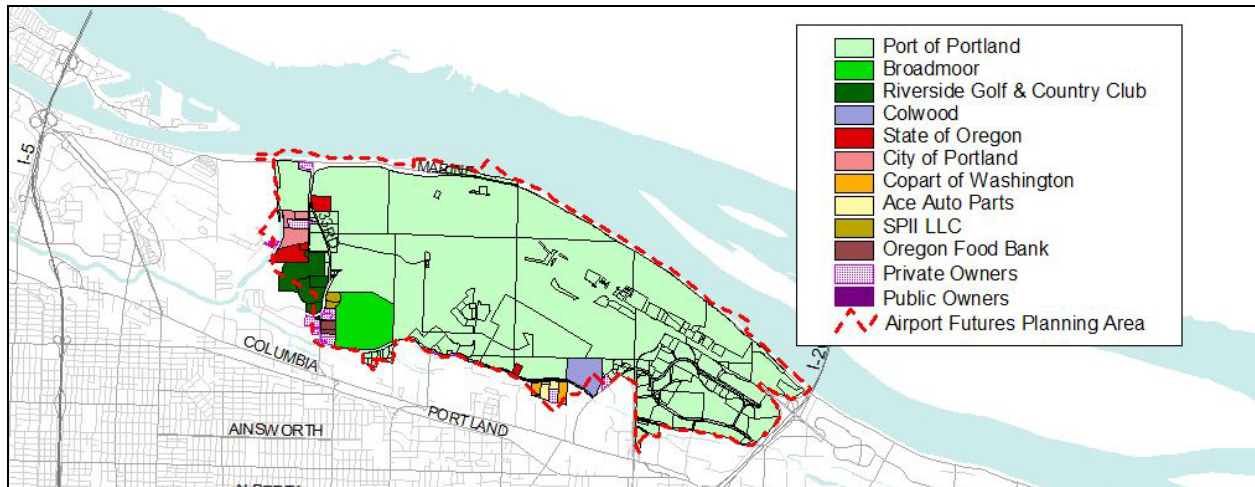 Port of Portland
Broadmoor
Riverside Golf & Country Club
Colwood
State of Oregon
City of Portland
Copart of Washington
Ace Auto Parts
SPII LLC
Oregon Food Bank
Private Owners
Public Owners
Airport Futures Planning Area
I-5
MARINE
33RD
I-20
COLUMBIA
PORTLAND
AINSWORTH